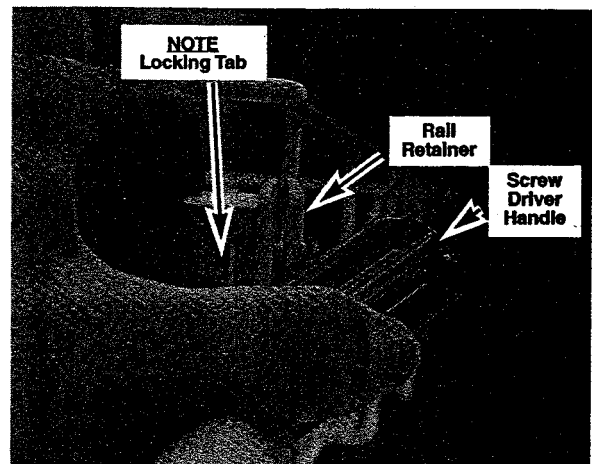 NOTE
Locking Tab
Rail
Retainer
Screw
Driver
Handle